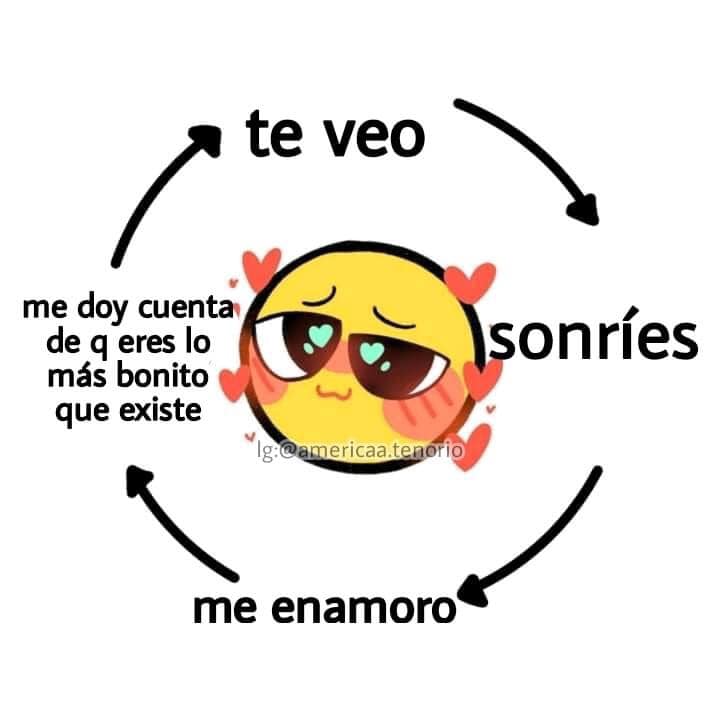 te veo
sonríes
me enamoro
me doy cuenta
de q eres lo
más bonito
que existe
Ig:@americaa.tenorio